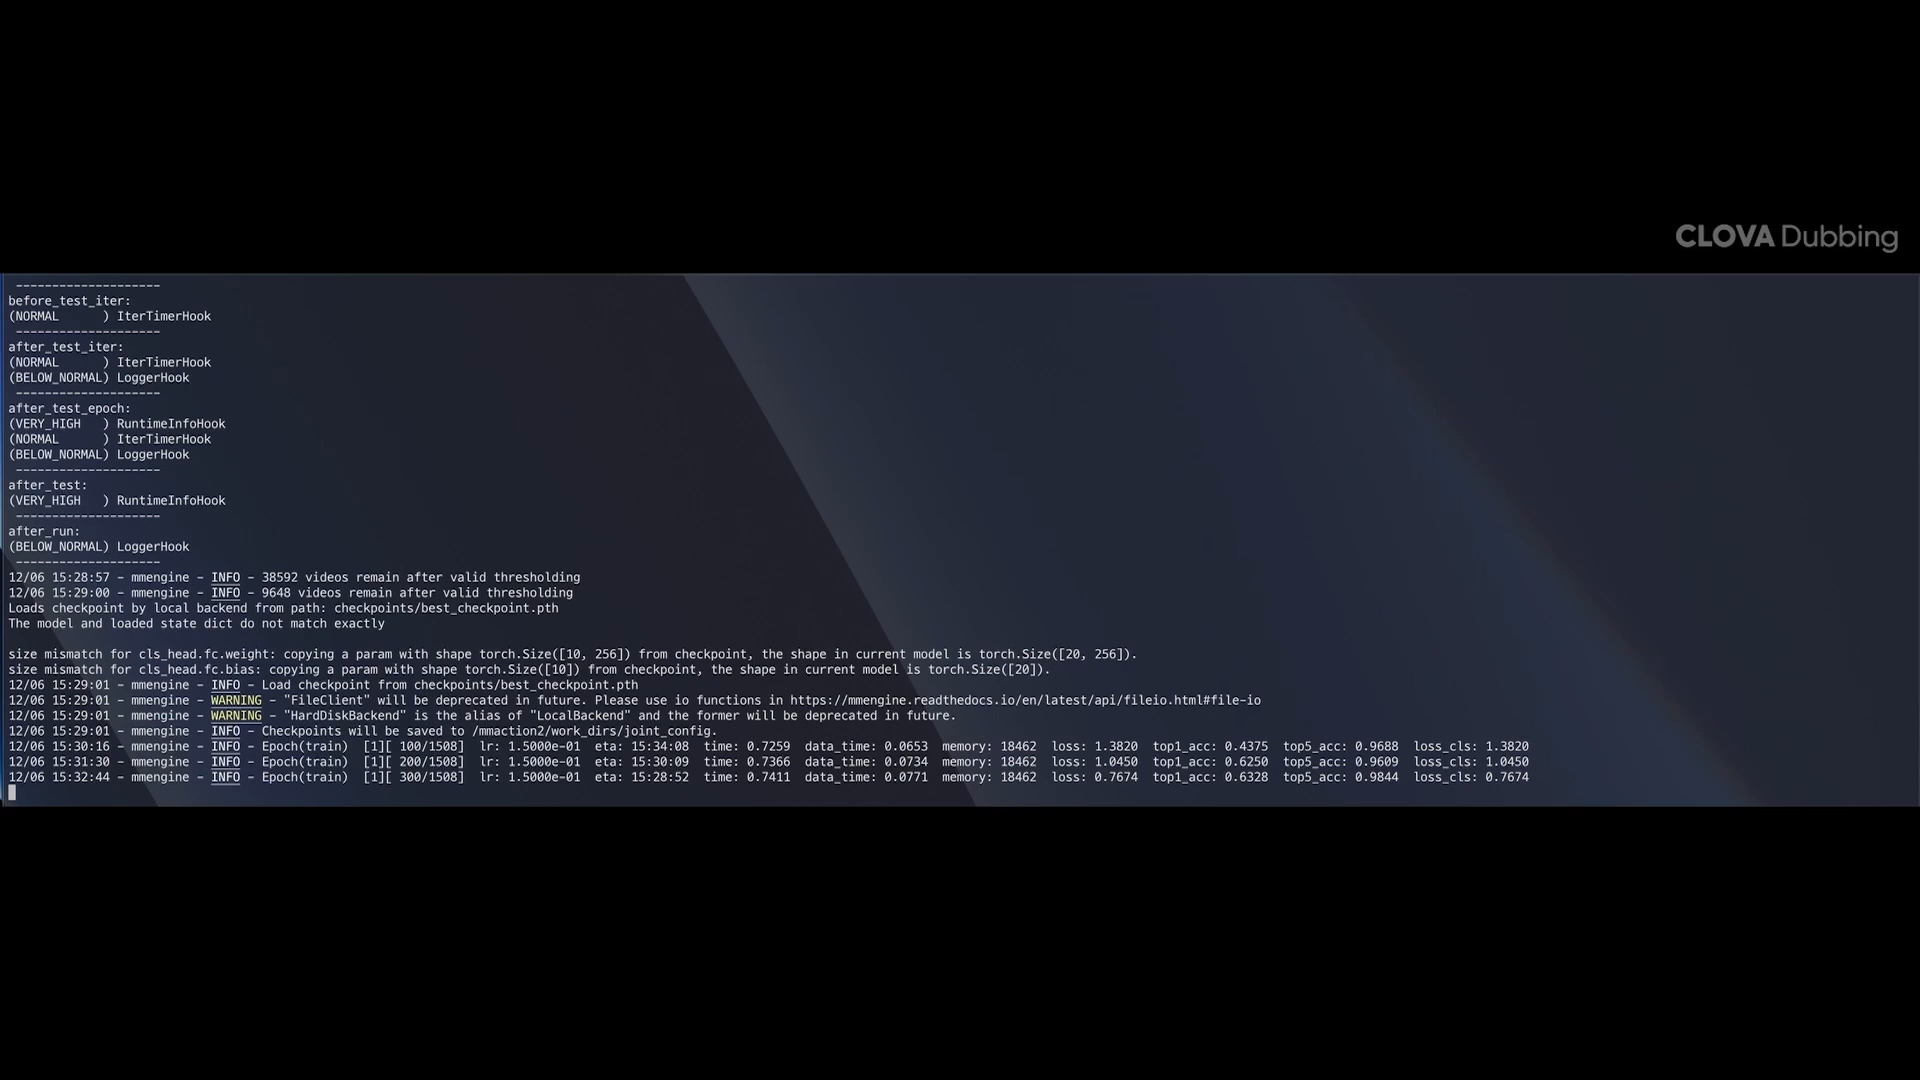 CLOVA Dubbing
--------------------
before_test_iter:
(NORMAL      ) IterTimerHook
--------------------
after_test_iter:
(NORMAL      ) IterTimerHook
(BELOW_NORMAL) LoggerHook
--------------------
after_test_epoch:
(VERY_HIGH   ) RuntimeInfoHook
(NORMAL      ) IterTimerHook
(BELOW_NORMAL) LoggerHook
--------------------
after_test:
(VERY_HIGH   ) RuntimeInfoHook
--------------------
after_run:
(BELOW_NORMAL) LoggerHook
--------------------
12/06 15:28:57 - mmengine - INFO - 38592 videos remain after valid thresholding
12/06 15:29:00 - mmengine - INFO - 9648 videos remain after valid thresholding
Loads checkpoint by local backend from path: checkpoints/best_checkpoint.pth
The model and loaded state dict do not match exactly
size mismatch for cls_head.fc.weight: copying a param with shape torch.Size([10, 256]) from checkpoint, the shape in current model is torch.Size([20, 256]).
size mismatch for cls_head.fc.bias: copying a param with shape torch.Size([10]) from checkpoint, the shape in current model is torch.Size([20]).
12/06 15:29:01 - mmengine - INFO - Load checkpoint from checkpoints/best_checkpoint.pth
12/06 15:29:01 - mmengine - WARNING - "FileClient" will be deprecated in future. Please use io functions in https://mmengine.readthedocs.io/en/latest/api/fileio.html#file-io
12/06 15:29:01 - mmengine - WARNING - "HardDiskBackend" is the alias of "LocalBackend" and the former will be deprecated in future.
12/06 15:29:01 - mmengine - INFO - Checkpoints will be saved to /mmaction2/work_dirs/joint_config.
12/06 15:30:16 - mmengine - INFO - Epoch(train)  [1][ 100/1508]  lr: 1.5000e-01  eta: 15:34:08  time: 0.7259  data_time: 0.0653  memory: 18462  loss: 1.3820  top1_acc: 0.4375  top5_acc: 0.9688  loss_cls: 1.3820
12/06 15:31:30 - mmengine - INFO - Epoch(train)  [1][ 200/1508]  lr: 1.5000e-01  eta: 15:30:09  time: 0.7366  data_time: 0.0734  memory: 18462  loss: 1.0450  top1_acc: 0.6250  top5_acc: 0.9609  loss_cls: 1.0450
12/06 15:32:44 - mmengine - INFO - Epoch(train)  [1][ 300/1508]  lr: 1.5000e-01  eta: 15:28:52  time: 0.7411  data_time: 0.0771  memory: 18462  loss: 0.7674  top1_acc: 0.6328  top5_acc: 0.9844  loss_cls: 0.7674